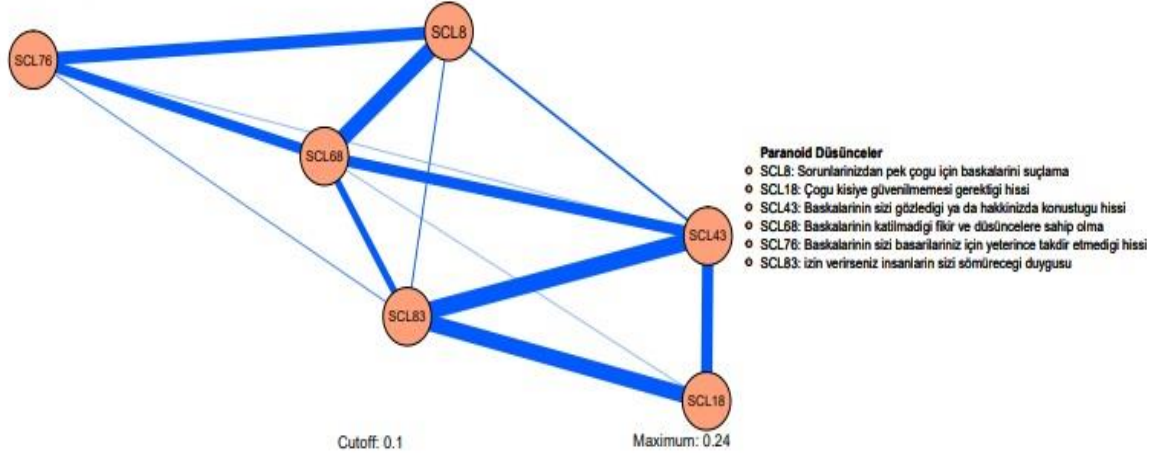 SCL8
SCL76
SCL68
SCL43
SCL83
SCL18
Paranoid Düsünceler
SCL8: Sorunlarinizdan pek çogu için baskalarini suçlama
SCL18: Çogu kisiye güvenilmemesi gerektigi hissi
SCL43: Baskalarinin sizi gözledigi ya da hakkinizda konustugu hissi
SCL68: Baskalarinin katilmadigi fikir ve düsüncelere sahip olma
SCL76: Baskalarinin sizi basarilariniz için yeterince takdir etmedigi hissi
SCL83: izin verirseniz insanlarin sizi sömürecegi duygusu
Cutoff: 0.1
Maximum: 0.24